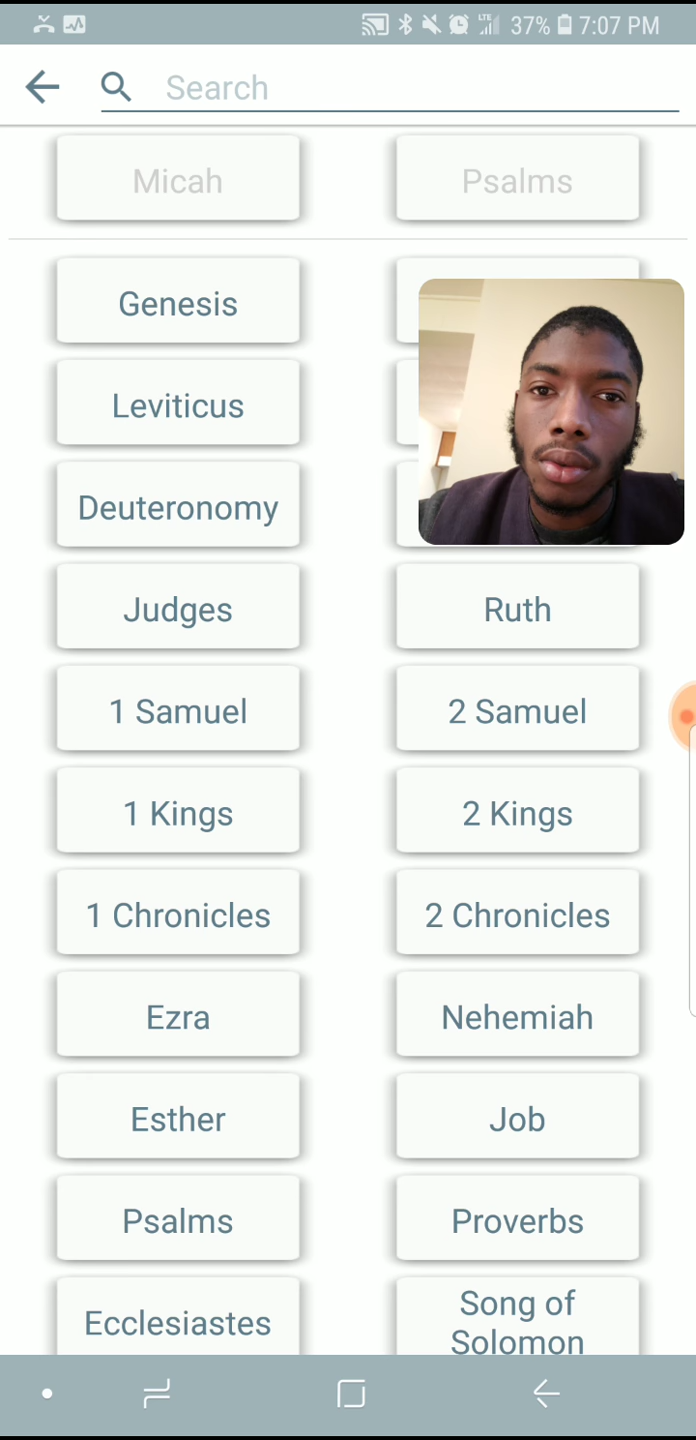 LTE 37% 7:07 PM
Search
Micah Psalms
Genesis
Leviticus
Deuteronomy
Judges Ruth
1 Samuel 2 Samuel
1 Kings 2 Kings
1 Chronicles 2 Chronicles
Ezra Nehemiah
Esther Job
Psalms Proverbs
Ecclesiastes Song of
Solomon